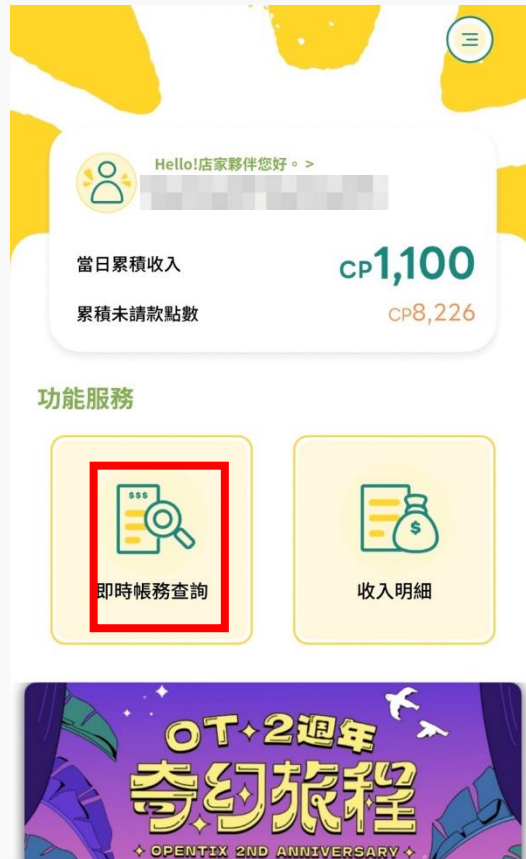 Hello!店家夥伴您好。 >
當日累積收入 CP1,100
累積未請款點數 CP8,226
功能服務
$$$
$
即時帳務查詢 收入明細
OT✦2週年
奇幻旅程
✦ OPENTIX 2ND ANNIVERSARY ✦